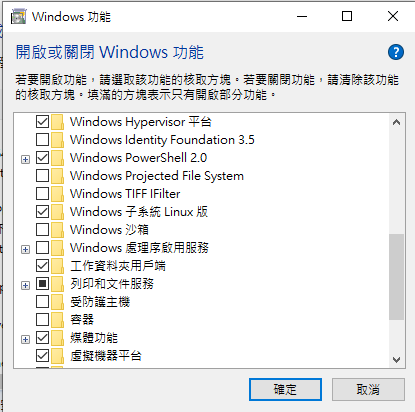 Windows 功能
開啟或關閉 Windows 功能
若要開啟功能，請選取該功能的核取方塊。若要關閉功能，請清除該功能
的核取方塊。填滿的方塊表示只有開啟部分功能。
Windows Hypervisor 平台
Windows Identity Foundation 3.5
Windows PowerShell 2.0
Windows Projected File System
Windows TIFF IFilter
Windows 子系統 Linux 版
Windows 沙箱
Windows 處理序啟用服務
工作資料夾用戶端
列印和文件服務
受防護主機
容器
媒體功能
虛擬機器平台
確定
取消